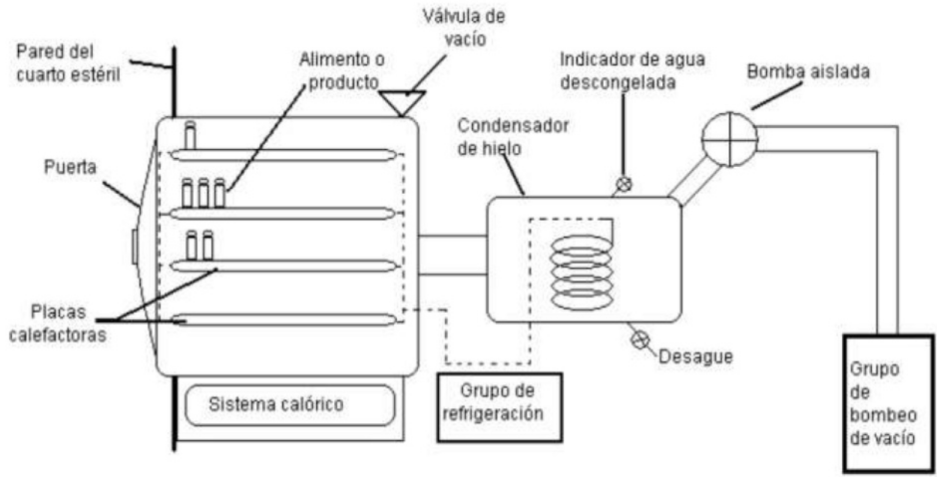 Pared del
cuarto estéril
Alimento o
producto
Válvula de
vacío
Indicador de agua
descongelada
Bomba aislada
Condensador
de hielo
Puerta
Placas
calefactoras
Desague
Sistema calórico
Grupo de
refrigeración
Grupo
de
bombeo
de vacío